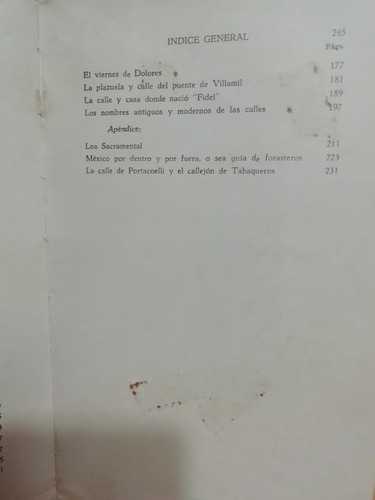 INDICE GENERAL 245
Págs.
El viernes de Dolores 177
La plazuela y calle del puente de Villamil 181
La calle y casa donde nació "Fidel" 189
Los nombres antiguos y modernos de las calles 197
Apéndice:
Loa Sacramental 211
México por dentro y por fuera, o sea guía de forasteros 223
La calle de Portacoelli y el callejón de Tabaqueros 231